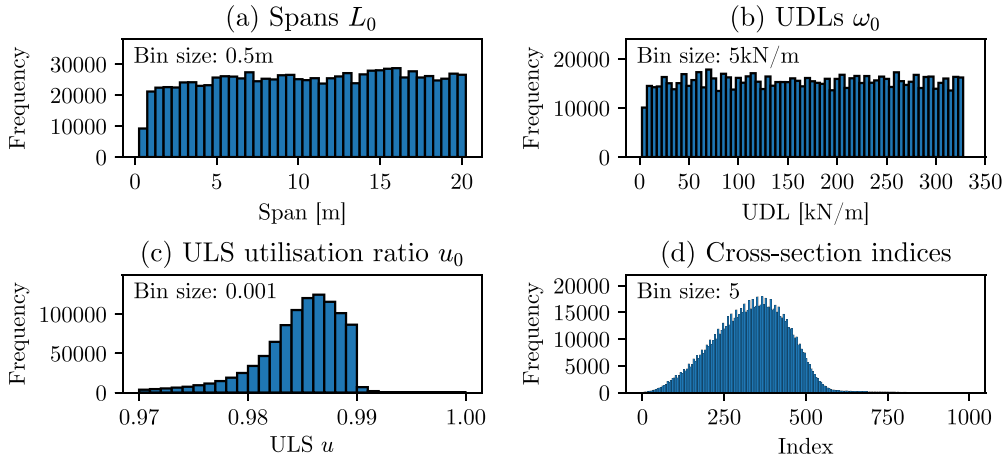 (a) Spans L₀
Bin size: 0.5m
30000
20000
10000
0
Frequency
0 5 10 15 20
Span [m]
(b) UDLs ω₀
Bin size: 5kN/m
20000
10000
0
Frequency
0 50 100 150 200 250 300 350
UDL [kN/m]
(c) ULS utilisation ratio u₀
Bin size: 0.001
100000
50000
0
Frequency
0.97 0.98 0.99 1.00
ULS u
(d) Cross-section indices
Bin size: 5
20000
15000
10000
5000
0
Frequency
0 250 500 750 1000
Index